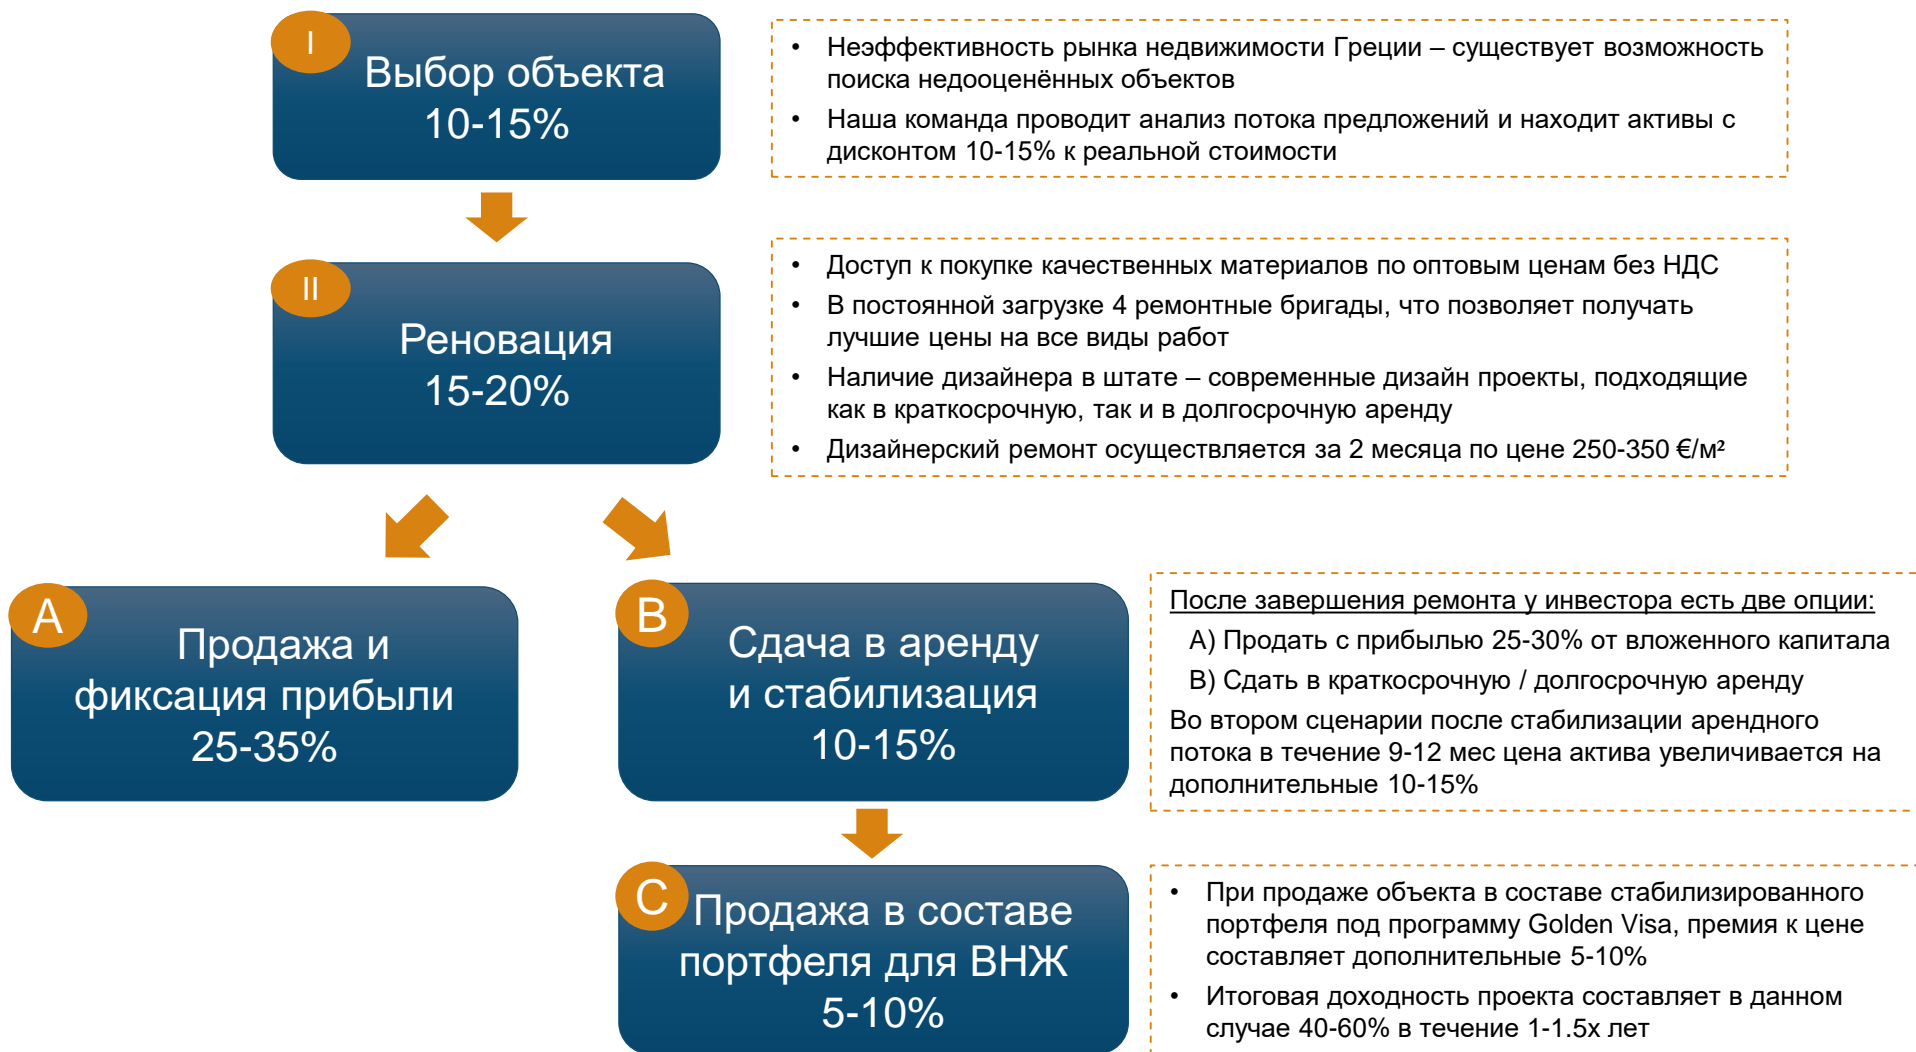 I
Выбор объекта
10-15%
• Неэффективность рынка недвижимости Греции – существует возможность
поиска недооценённых объектов
• Наша команда проводит анализ потока предложений и находит активы с
дисконтом 10-15% к реальной стоимости
II
Реновация
15-20%
• Доступ к покупке качественных материалов по оптовым ценам без НДС
• В постоянной загрузке 4 ремонтные бригады, что позволяет получать
лучшие цены на все виды работ
• Наличие дизайнера в штате – современные дизайн проекты, подходящие
как в краткосрочную, так и в долгосрочную аренду
• Дизайнерский ремонт осуществляется за 2 месяца по цене 250-350 €/м²
A
Продажа и
фиксация прибыли
25-35%
B
Сдача в аренду
и стабилизация
10-15%
После завершения ремонта у инвестора есть две опции:
A) Продать с прибылью 25-30% от вложенного капитала
B) Сдать в краткосрочную / долгосрочную аренду
Во втором сценарии после стабилизации арендного
потока в течение 9-12 мес цена актива увеличивается на
дополнительные 10-15%
C
Продажа в составе
портфеля для ВНЖ
5-10%
• При продаже объекта в составе стабилизированного
портфеля под программу Golden Visa, премия к цене
составляет дополнительные 5-10%
• Итоговая доходность проекта составляет в данном
случае 40-60% в течение 1-1.5х лет